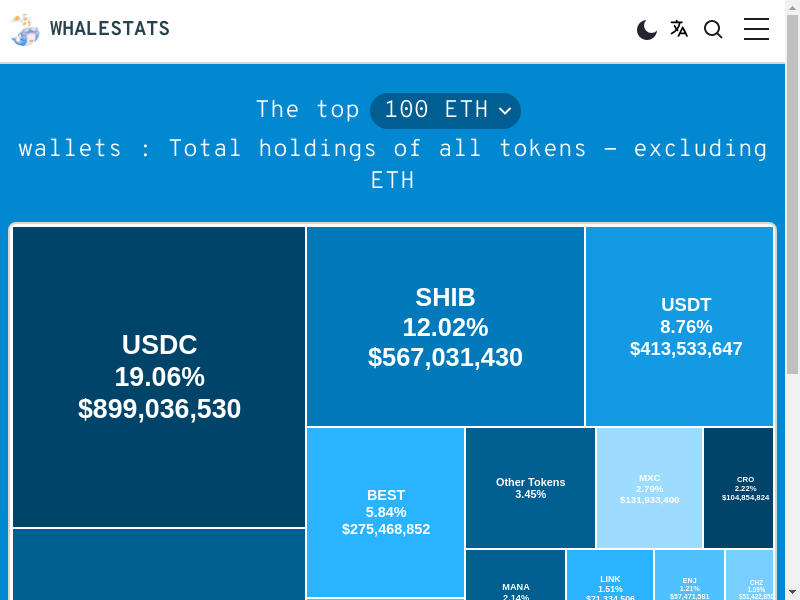 WHALESTATS
The top 100 ETH
wallets : Total holdings of all tokens – excluding
ETH
USDC
19.06%
$899,036,530
SHIB
12.02%
$567,031,430
USDT
8.76%
$413,533,647
BEST
5.84%
$275,468,852
Other Tokens
3.45%
MXC
2.79%
$131,933,400
CRO
2.22%
$104,854,824
MANA
2.14%
LINK
1.51%
$71,334,506
ENJ
1.21%
$57,471,581
CHZ
1.09%